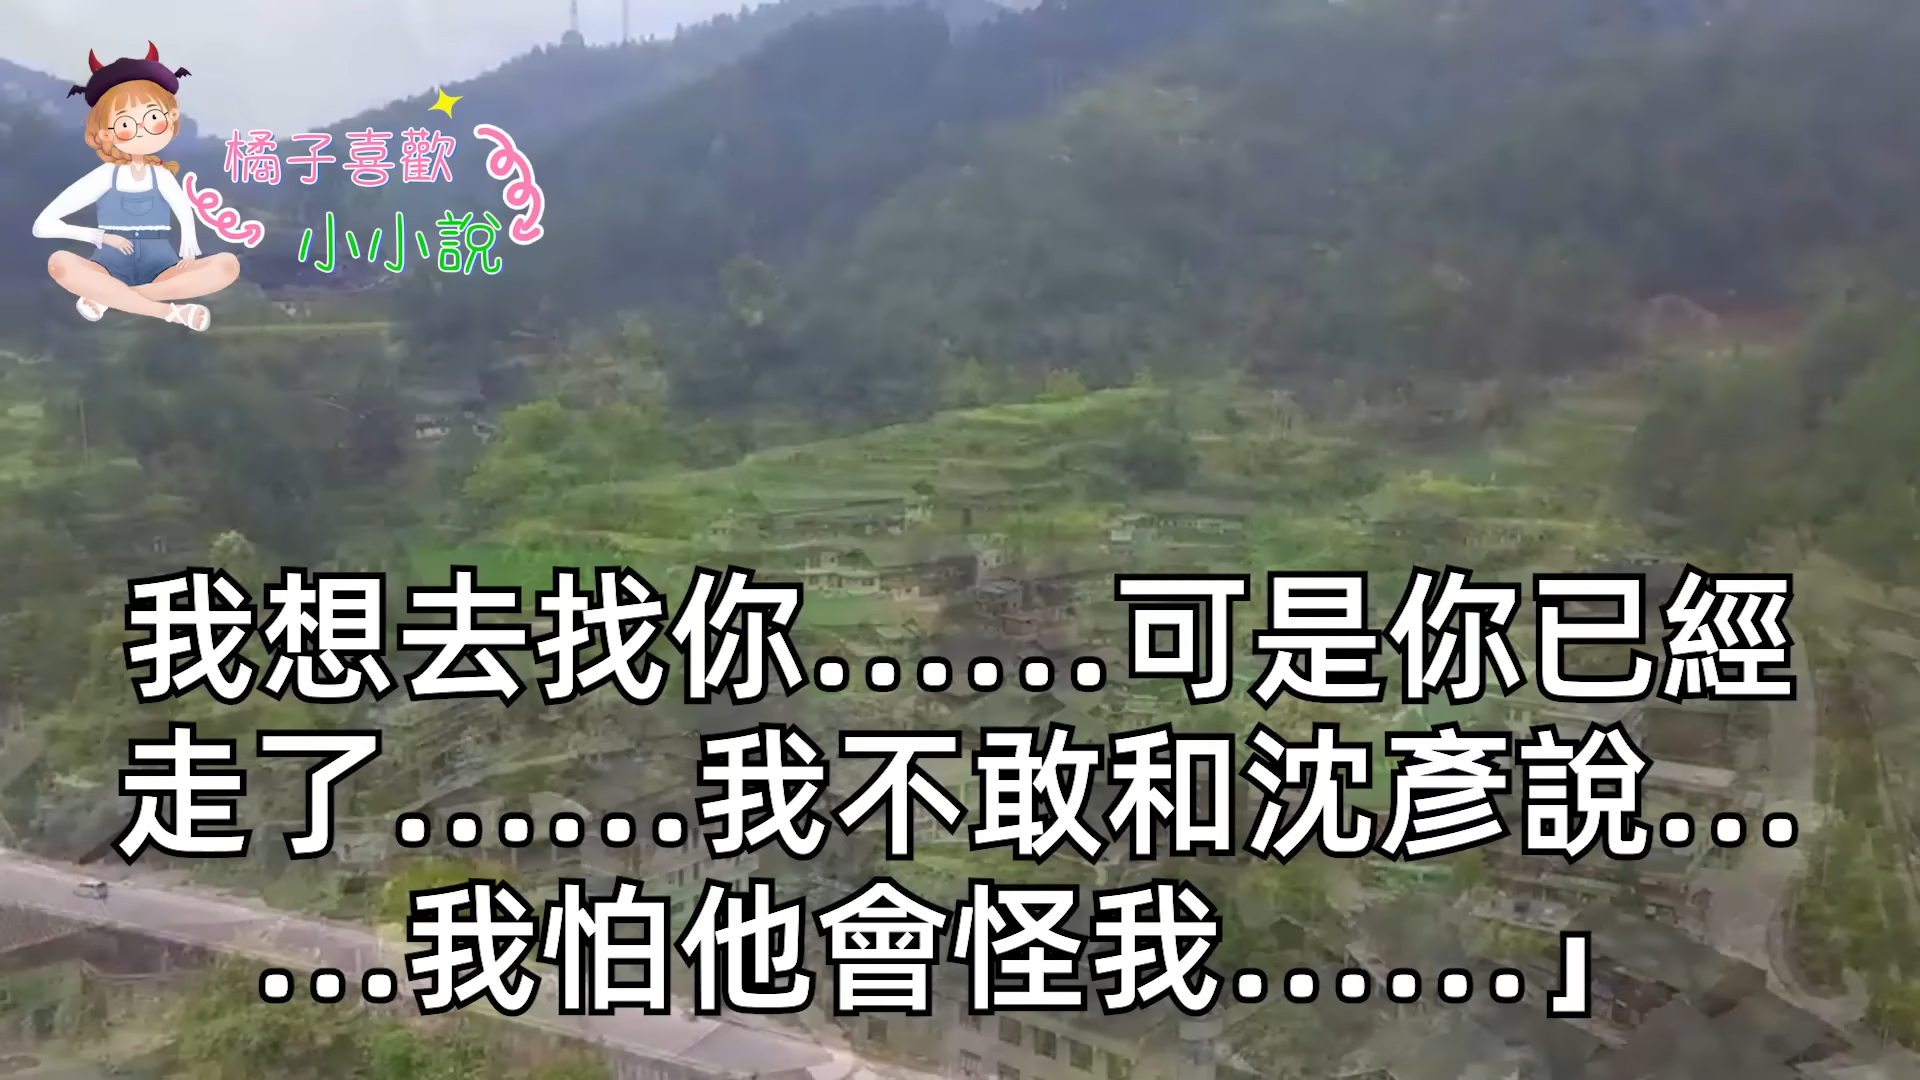 橘子喜歡
小小說
我想去找你......可是你已經
走了......我不敢和沈彥說...
...我怕他會怪我......」